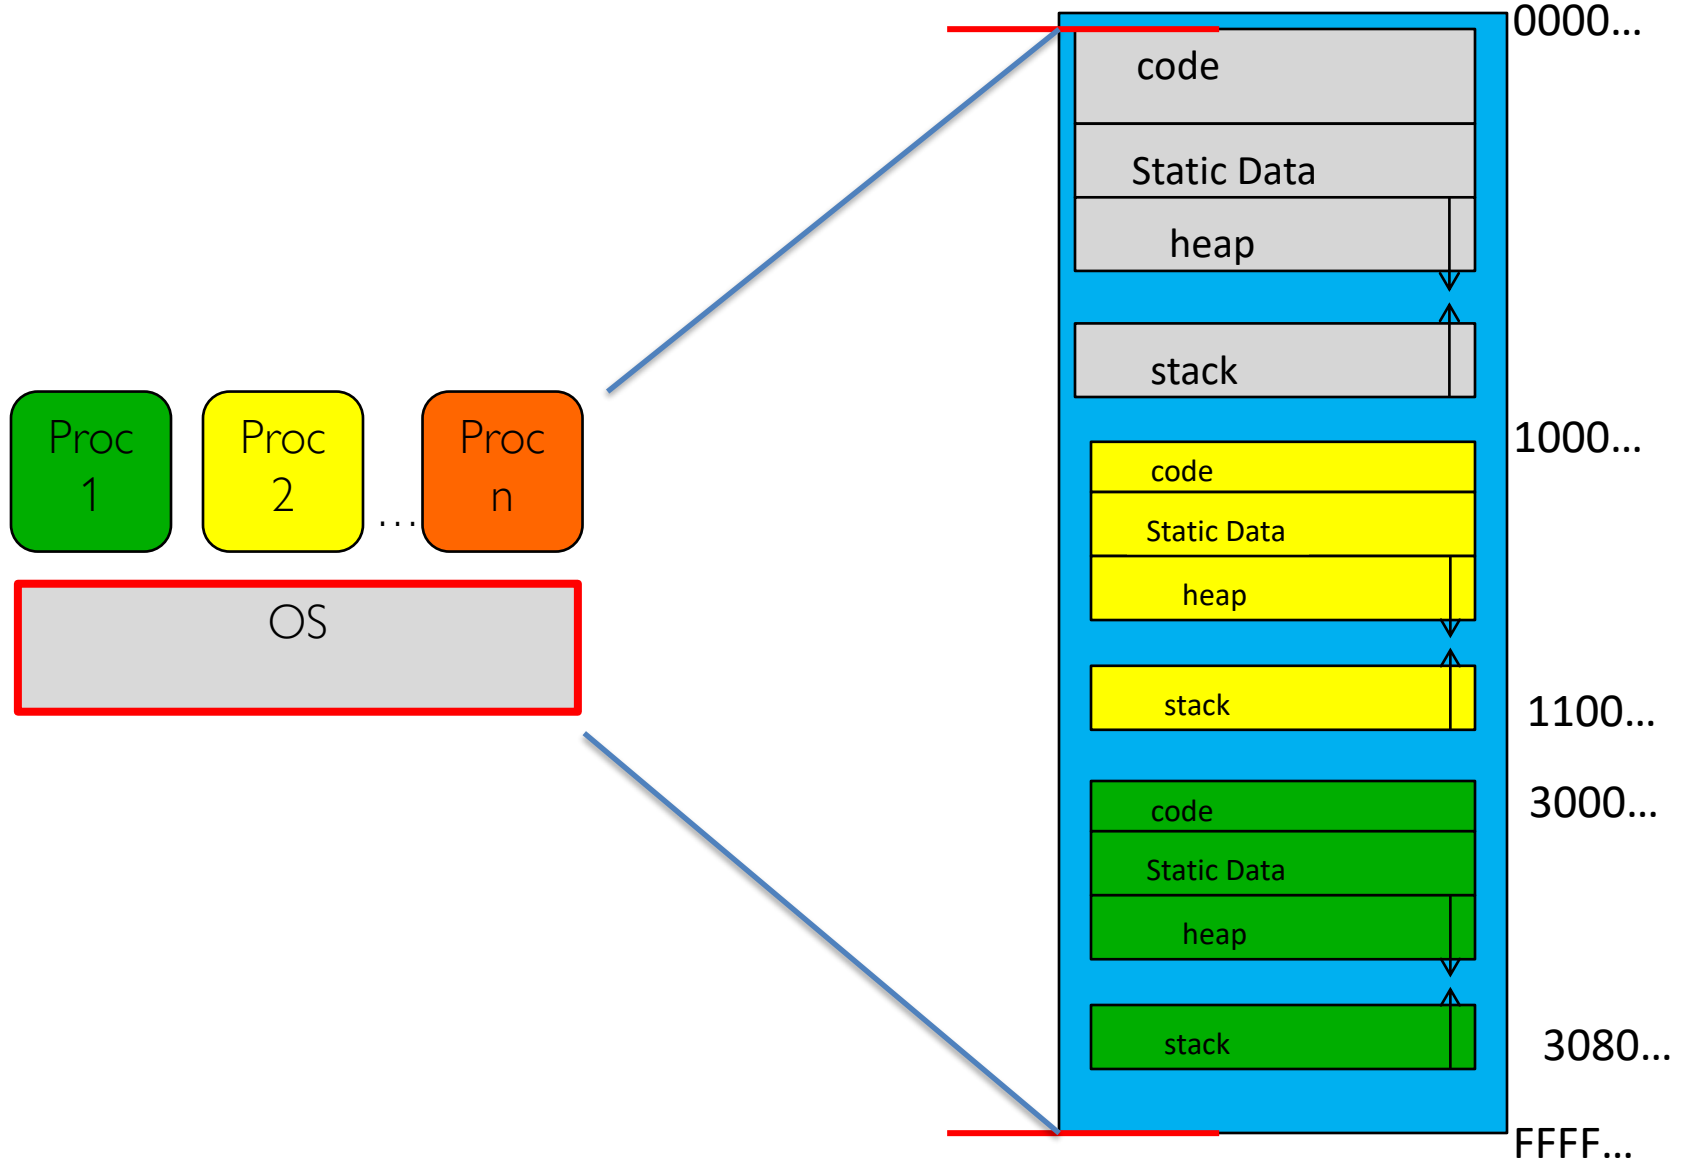 Proc
1
Proc
2
...
Proc
n
OS
0000...
code
Static Data
heap
stack
1000...
code
Static Data
heap
stack
1100...
3000...
code
Static Data
heap
stack
3080...
FFFF...